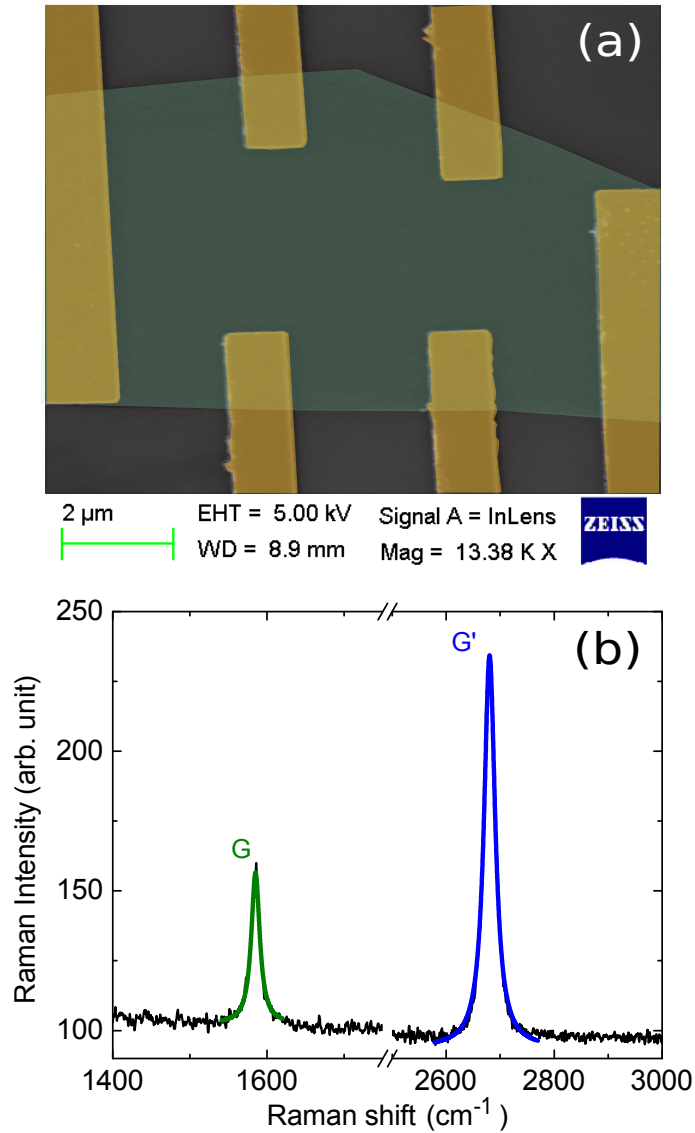 (a)
2 µm
EHT = 5.00 kV
Signal A = InLens
ZEISS
WD = 8.9 mm
Mag = 13.38 K X
(b)
250
200
150
100
G
G'
1400
1600
2600
2800
3000
Raman Intensity (arb. unit)
Raman shift (cm⁻¹)